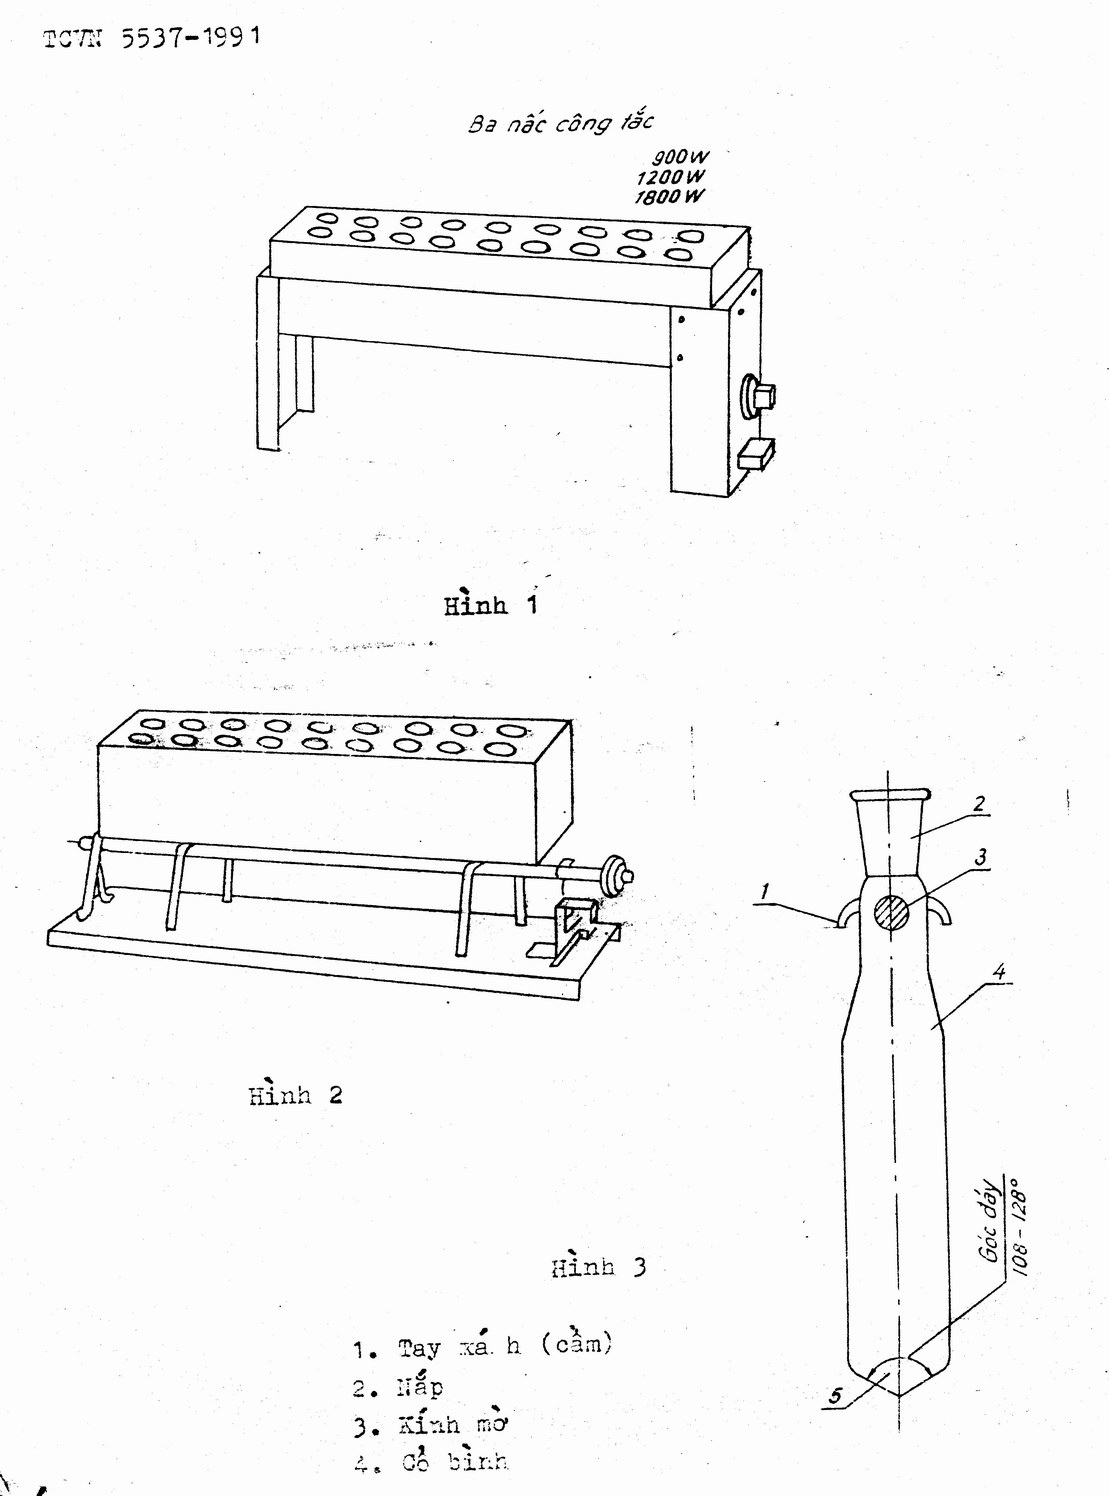 TCVN 5537-1991
Ba nấc công tắc
900W
1200W
1800W
Hình 1
Hình 2
2
3
1
4
Góc đáy
108-128°
5
Hình 3
1. Tay xá h (cầm)
2. Nắp
3. Kính mờ
4. Cổ bình